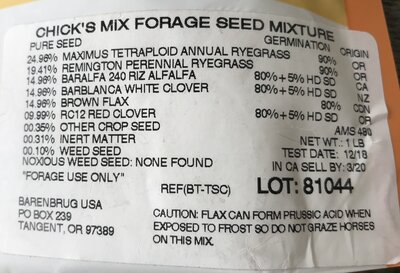 CHICK'S MIX FORAGE SEED MIXTURE
PURE SEED GERMINATION ORIGIN
24.96% MAXIMUS TETRAPLOID ANNUAL RYEGRASS 90% OR
19.41% REMINGTON PERENNIAL RYEGRASS 90% OR
14.96% BARALFA 240 RIZ ALFALFA 80%+5% HD SD CA
14.96% BARBLANCA WHITE CLOVER 80%+5% HD SD NZ
14.96% BROWN FLAX 80% CDN
09.99% RC12 RED CLOVER 80%+5% HD SD OR
00.35% OTHER CROP SEED AMS 480
00.31% INERT MATTER NET WT.: 1 LB
00.10% WEED SEED TEST DATE: 12/18
NOXIOUS WEED SEED: NONE FOUND IN CA SELL BY: 3/20
"FORAGE USE ONLY" REF(BT-TSC) LOT: 81044
BARENBRUG USA
PO BOX 239
TANGENT, OR 97389
CAUTION: FLAX CAN FORM PRUSSIC ACID WHEN
EXPOSED TO FROST SO DO NOT GRAZE HORSES
ON THIS MIX.